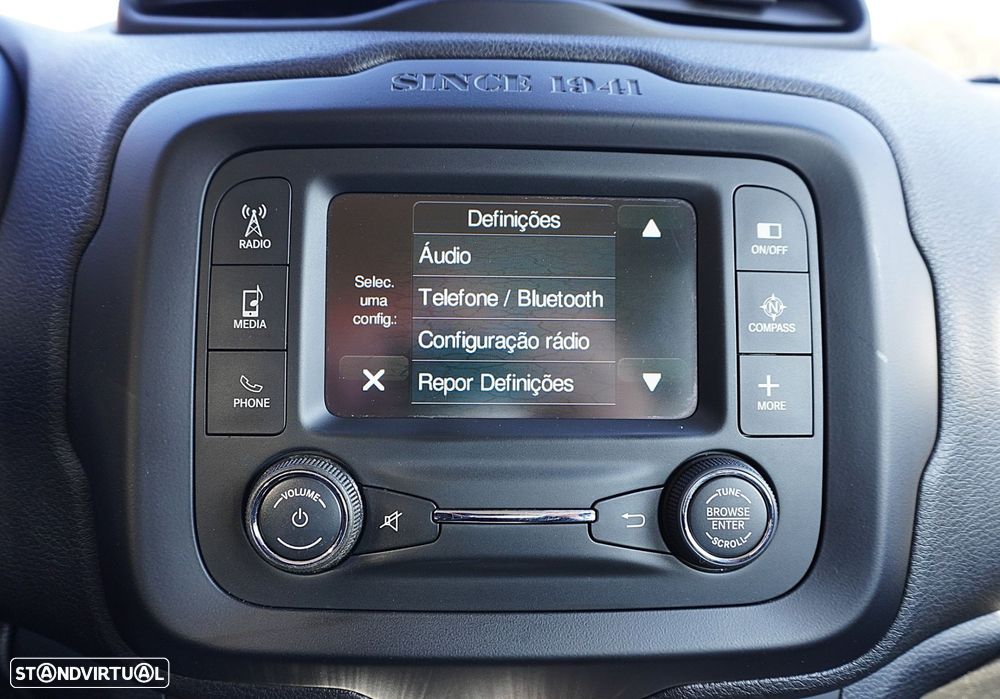 SINCE 1941
RADIO
MEDIA
PHONE
Definições
Áudio
Selec.
uma
config.:
Telefone / Bluetooth
Configuração rádio
Repor Definições
ON/OFF
N
COMPASS
MORE
VOLUME
TUNE
BROWSE
ENTER
SCROLL
STANDVIRTUAL